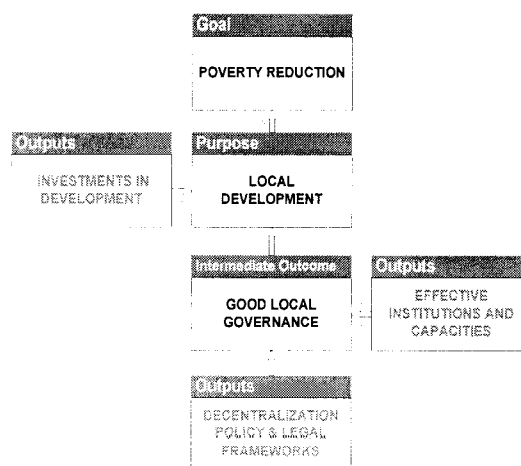 Goal
POVERTY REDUCTION
Outputs
INVESTMENTS IN
DEVELOPMENT
Purpose
LOCAL
DEVELOPMENT
Intermediate Outcome
GOOD LOCAL
GOVERNANCE
Outputs
EFFECTIVE
INSTITUTIONS AND
CAPACITIES
Outputs
DECENTRALIZATION
POLICY & LEGAL
FRAMEWORKS